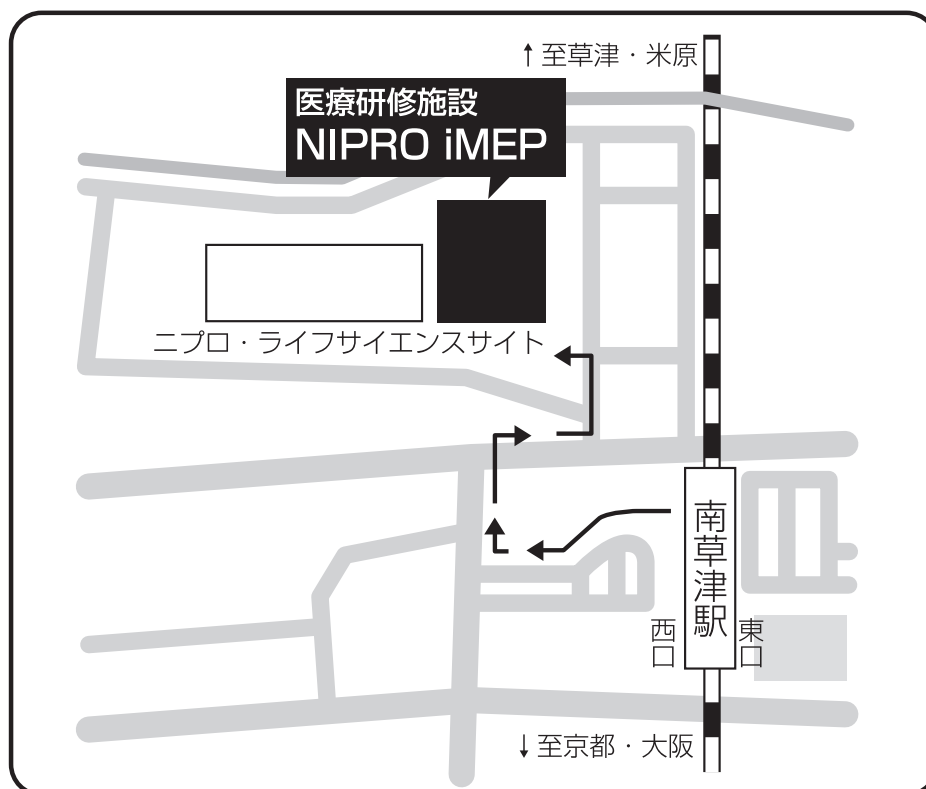 ↑至草津・米原
医療研修施設
NIPRO iMEP
ニプロ・ライフサイエンスサイト
南草津駅
西口
東口
↓至京都・大阪